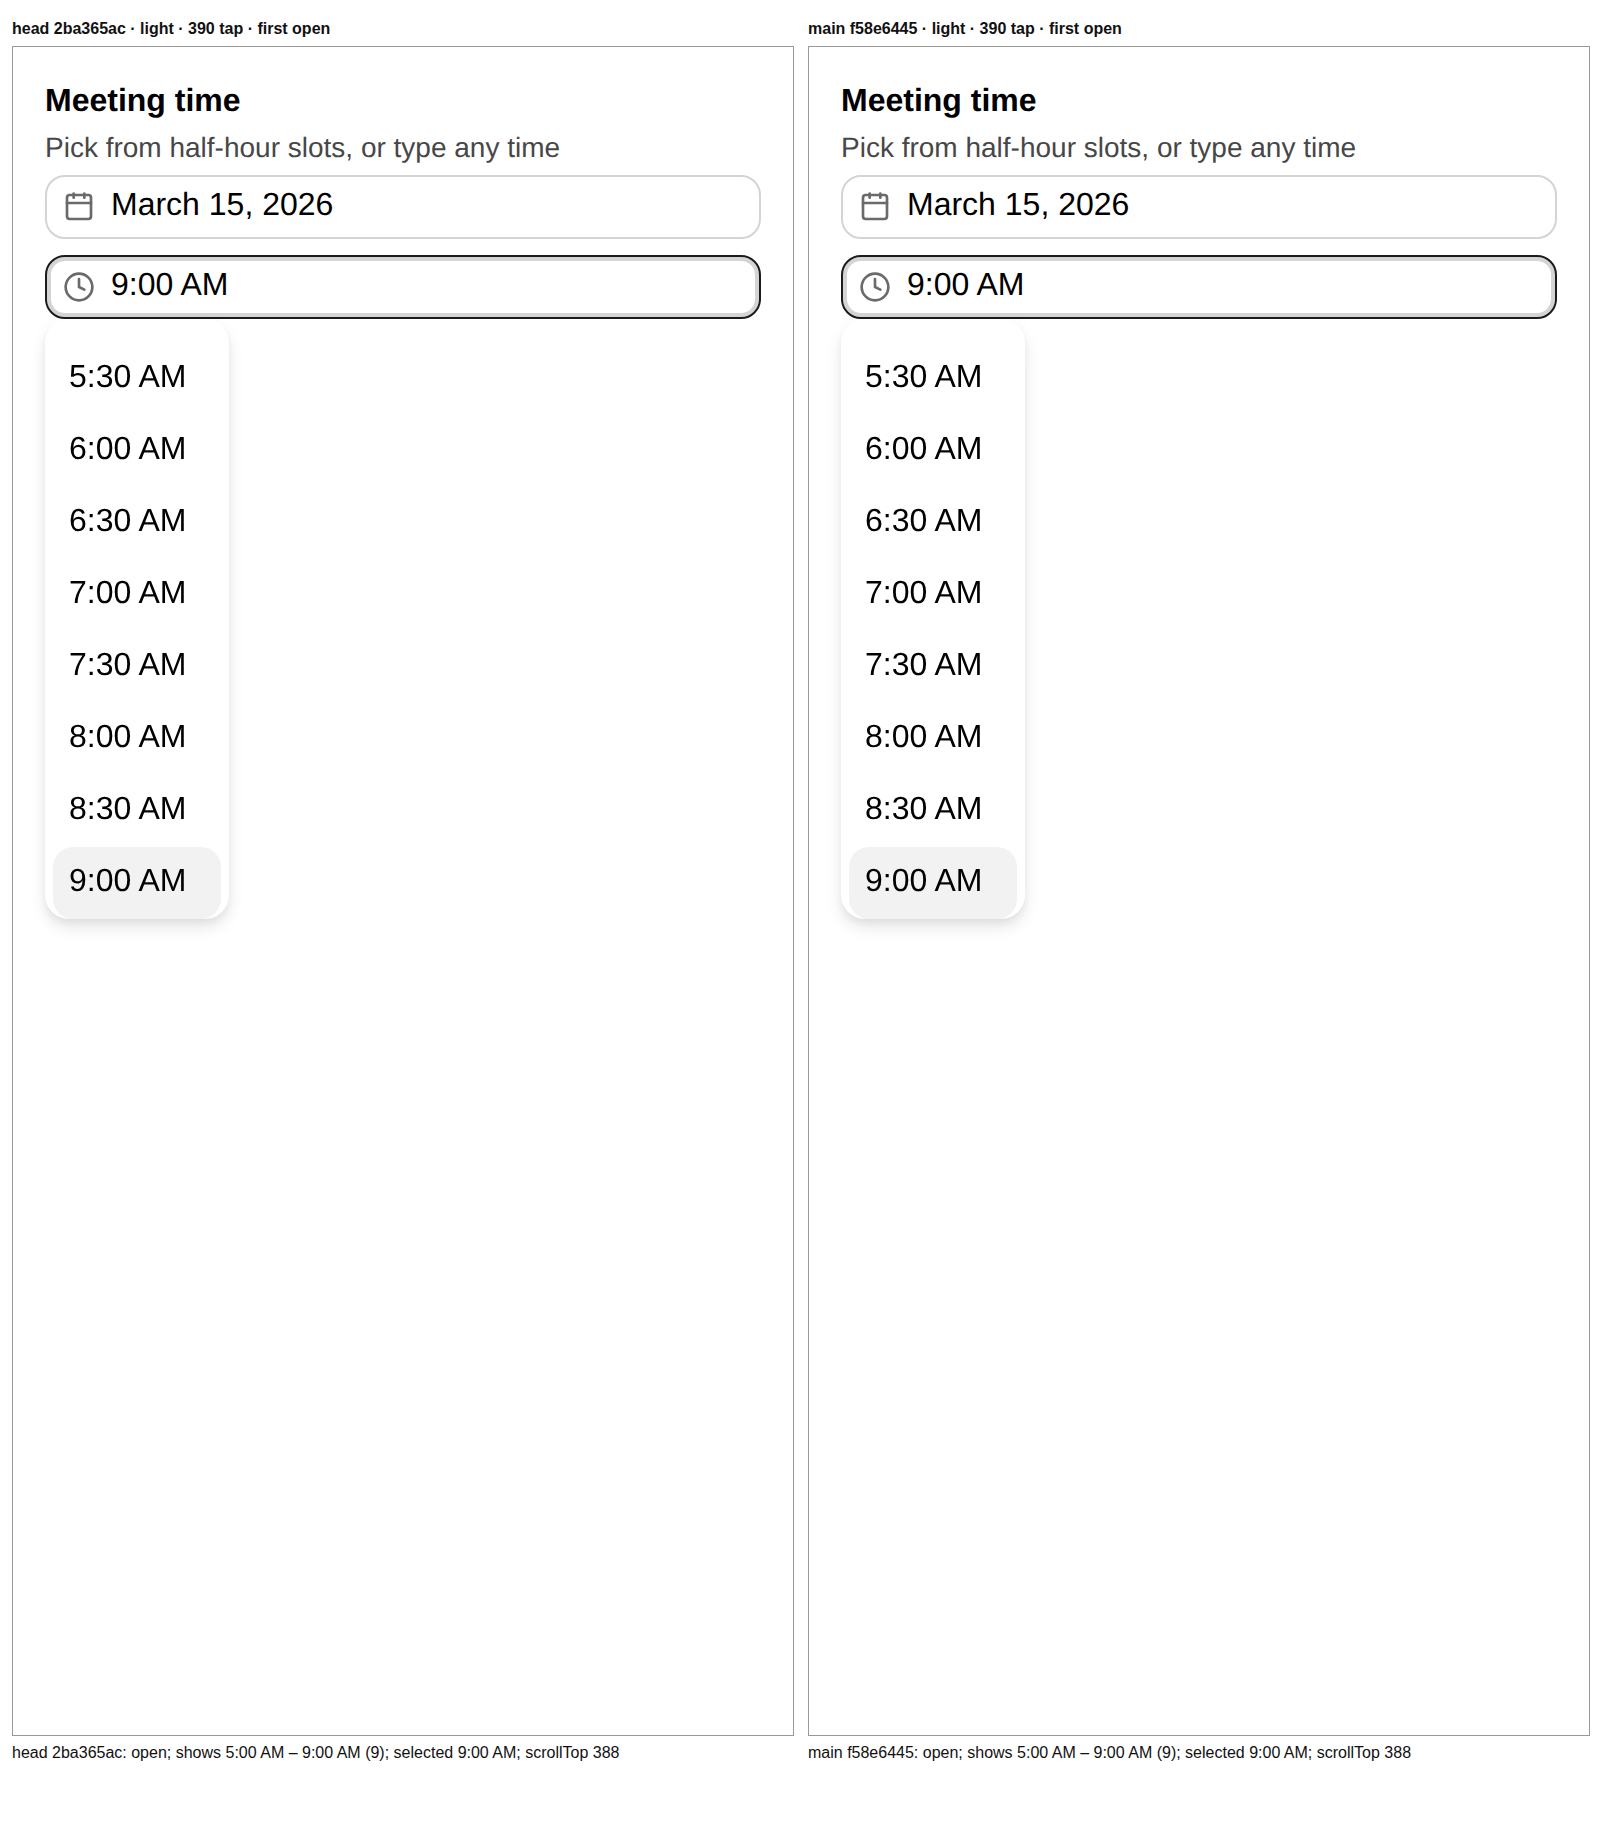 head 2ba365ac · light · 390 tap · first open
Meeting time
Pick from half-hour slots, or type any time
March 15, 2026
9:00 AM
5:30 AM
6:00 AM
6:30 AM
7:00 AM
7:30 AM
8:00 AM
8:30 AM
9:00 AM
head 2ba365ac: open; shows 5:00 AM – 9:00 AM (9); selected 9:00 AM; scrollTop 388
main f58e6445 · light · 390 tap · first open
Meeting time
Pick from half-hour slots, or type any time
March 15, 2026
9:00 AM
5:30 AM
6:00 AM
6:30 AM
7:00 AM
7:30 AM
8:00 AM
8:30 AM
9:00 AM
main f58e6445: open; shows 5:00 AM – 9:00 AM (9); selected 9:00 AM; scrollTop 388